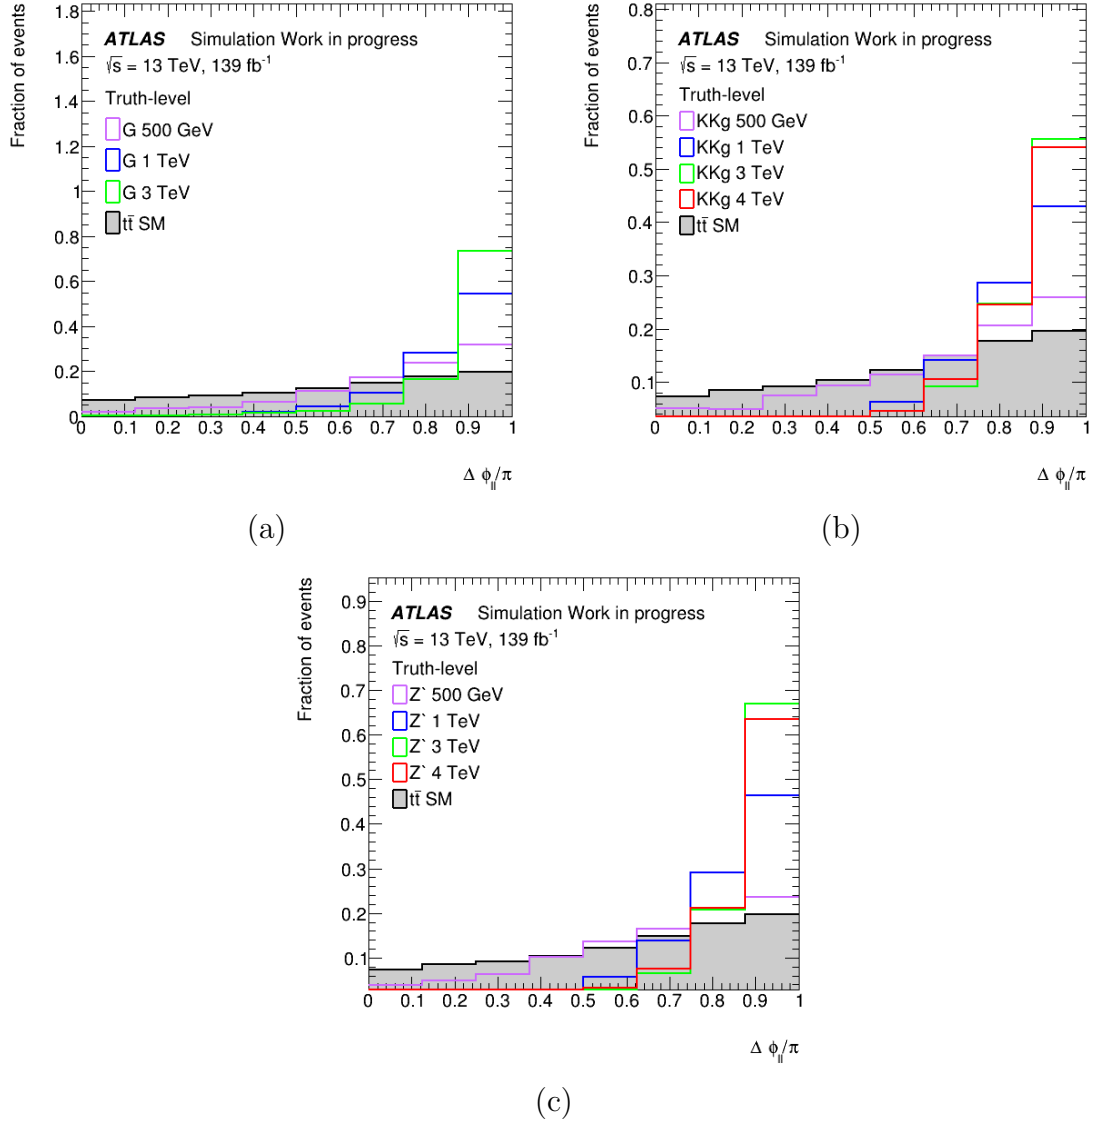 Fraction of events
1.8
1.6
1.4
1.2
1
0.8
0.6
0.4
0.2
0
ATLAS Simulation Work in progress
√s = 13 TeV, 139 fb⁻¹
Truth-level
G 500 GeV
G 1 TeV
G 3 TeV
tt̄ SM
0 0.1 0.2 0.3 0.4 0.5 0.6 0.7 0.8 0.9 1
Δ ϕ_ll/π
(a)
Fraction of events
0.8
0.7
0.6
0.5
0.4
0.3
0.2
0.1
ATLAS Simulation Work in progress
√s = 13 TeV, 139 fb⁻¹
Truth-level
KKg 500 GeV
KKg 1 TeV
KKg 3 TeV
KKg 4 TeV
tt̄ SM
0 0.1 0.2 0.3 0.4 0.5 0.6 0.7 0.8 0.9 1
Δ ϕ_ll/π
(b)
Fraction of events
0.9
0.8
0.7
0.6
0.5
0.4
0.3
0.2
0.1
ATLAS Simulation Work in progress
√s = 13 TeV, 139 fb⁻¹
Truth-level
Z` 500 GeV
Z` 1 TeV
Z` 3 TeV
Z` 4 TeV
tt̄ SM
0 0.1 0.2 0.3 0.4 0.5 0.6 0.7 0.8 0.9 1
Δ ϕ_ll/π
(c)